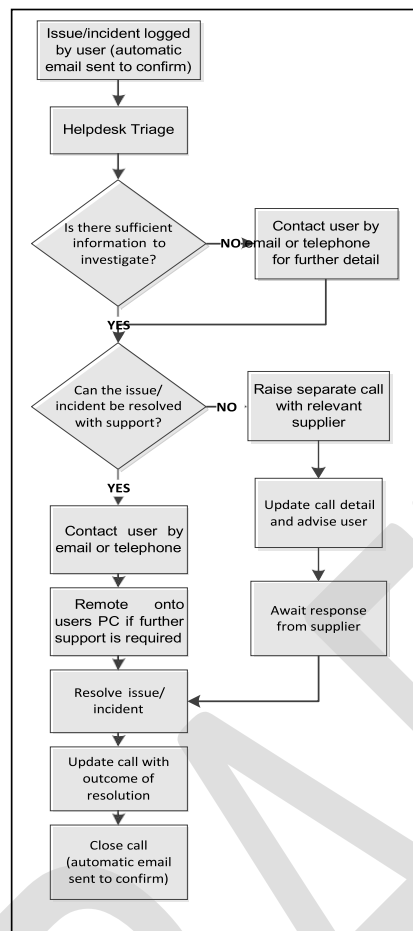 Issue/incident logged
by user (automatic
email sent to confirm)
Helpdesk Triage
Is there sufficient
information to
investigate?
NO
Contact user by
email or telephone
for further detail
YES
Can the issue/
incident be resolved
with support?
NO
Raise separate call
with relevant
supplier
YES
Update call detail
and advise user
Contact user by
email or telephone
Await response
from supplier
Remote onto
users PC if further
support is required
Resolve issue/
incident
Update call with
outcome of
resolution
Close call
(automatic email
sent to confirm)